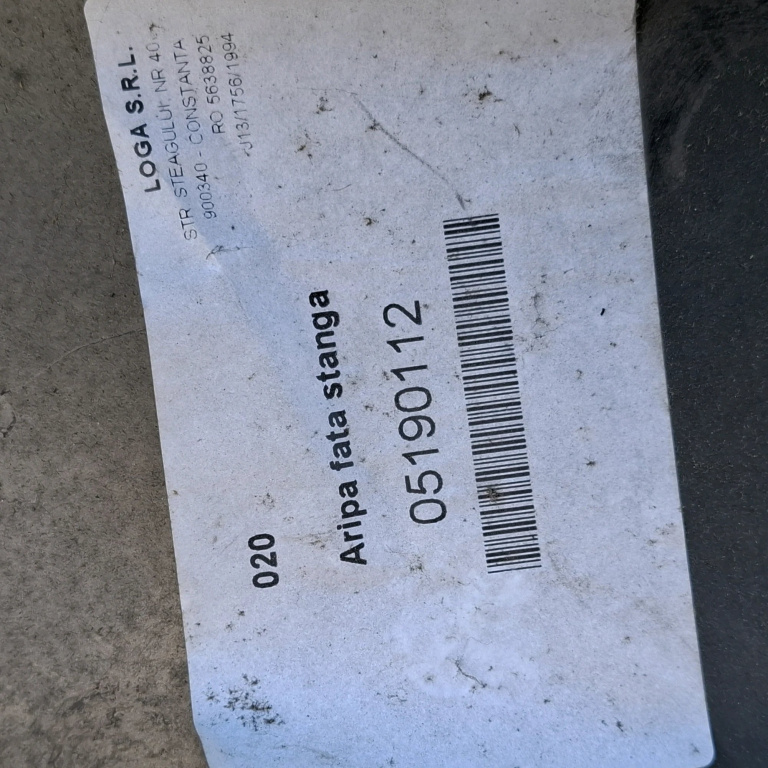 LOGA S.R.L.
STR. STEAGULUI, NR 40
900340 - CONSTANTA
RO 5638825
J13/1756/1994
020
Aripa fata stanga
05190112